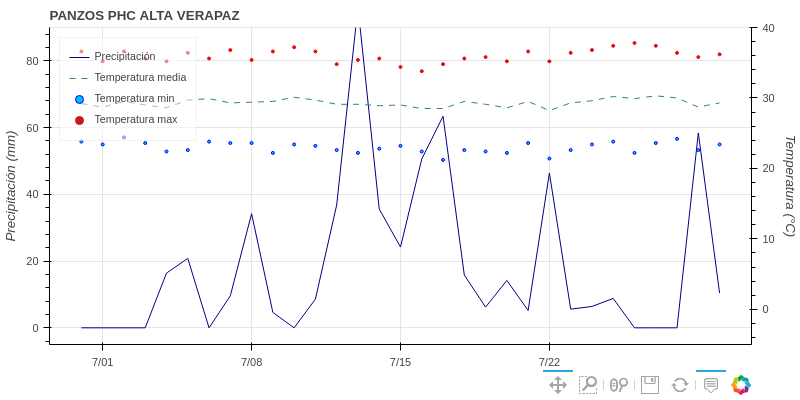 PANZOS PHC ALTA VERAPAZ
Precipitación
Temperatura media
Temperatura min
Temperatura max
Precipitación (mm)
80
60
40
20
0
Temperatura (°C)
40
30
20
10
0
7/01
7/08
7/15
7/22